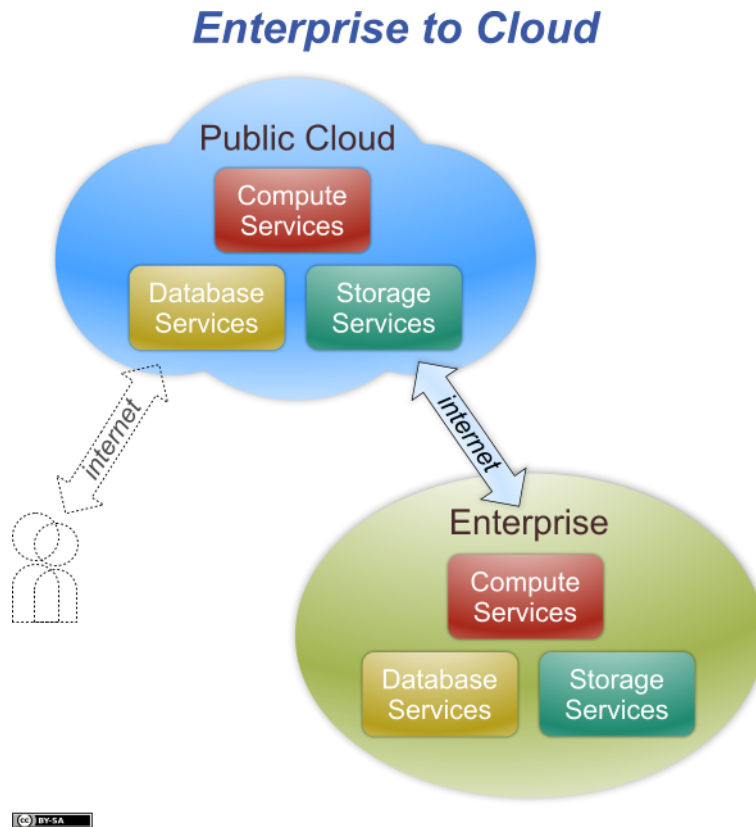 Enterprise to Cloud
Public Cloud
Compute
Services
Database
Services
Storage
Services
internet
internet
Enterprise
Compute
Services
Database
Services
Storage
Services
cc BY-SA